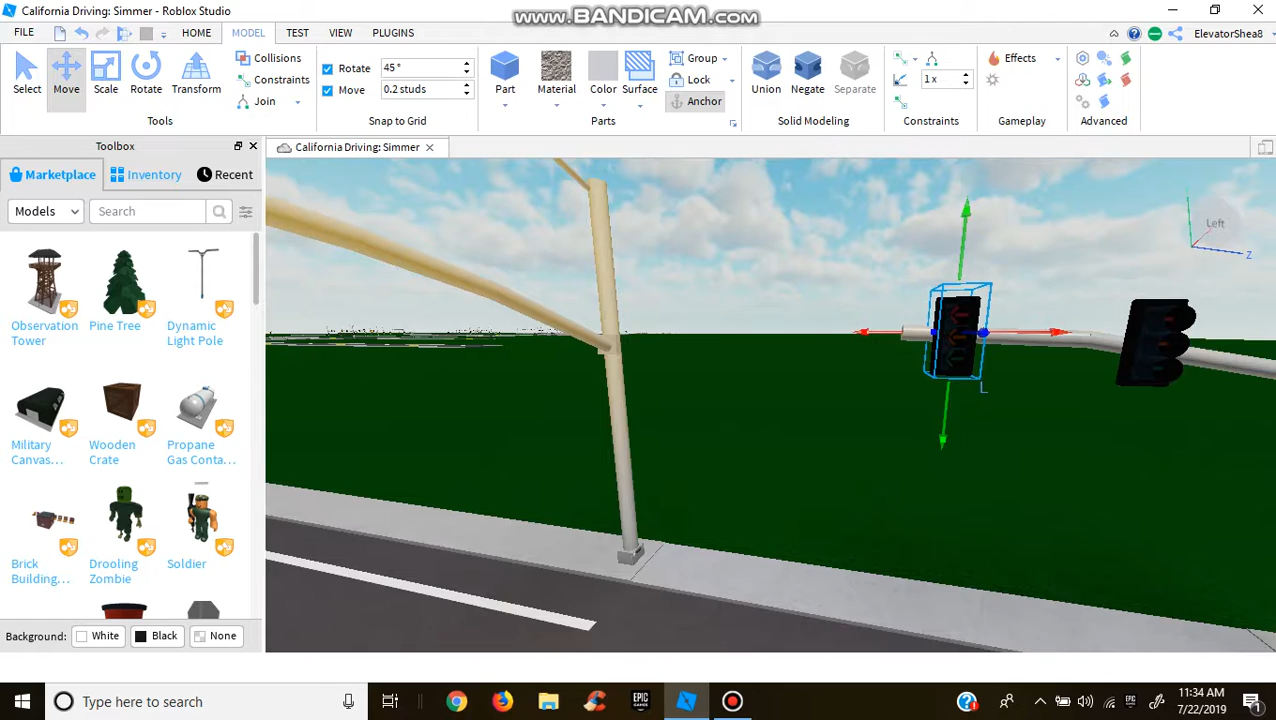 California Driving: Simmer - Roblox Studio
www.BANDICAM.com
FILE
HOME
MODEL
TEST
VIEW
PLUGINS
ElevatorShea8
Select
Move
Scale
Rotate
Transform
Collisions
Constraints
Join
Tools
Rotate
45 °
Move
0.2 studs
Snap to Grid
Part
Material
Color
Surface
Group
Lock
Anchor
Parts
Union
Negate
Separate
Solid Modeling
1 x
Constraints
Effects
Gameplay
Advanced
Toolbox
California Driving: Simmer
Marketplace
Inventory
Recent
Models
Search
Observation
Tower
Pine Tree
Dynamic
Light Pole
Military
Canvas...
Wooden
Crate
Propane
Gas Conta...
Brick
Building...
Drooling
Zombie
Soldier
Background:
White
Black
None
Left
Z
L
Type here to search
EPIC
GAMES
11:34 AM
7/22/2019
1